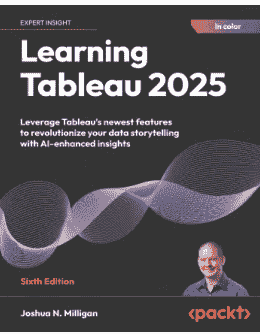 EXPERT INSIGHT
In color
Learning
Tableau 2025
Leverage Tableau's newest features
to revolutionize your data storytelling
with AI-enhanced insights
Sixth Edition
Joshua N. Milligan
<packt>